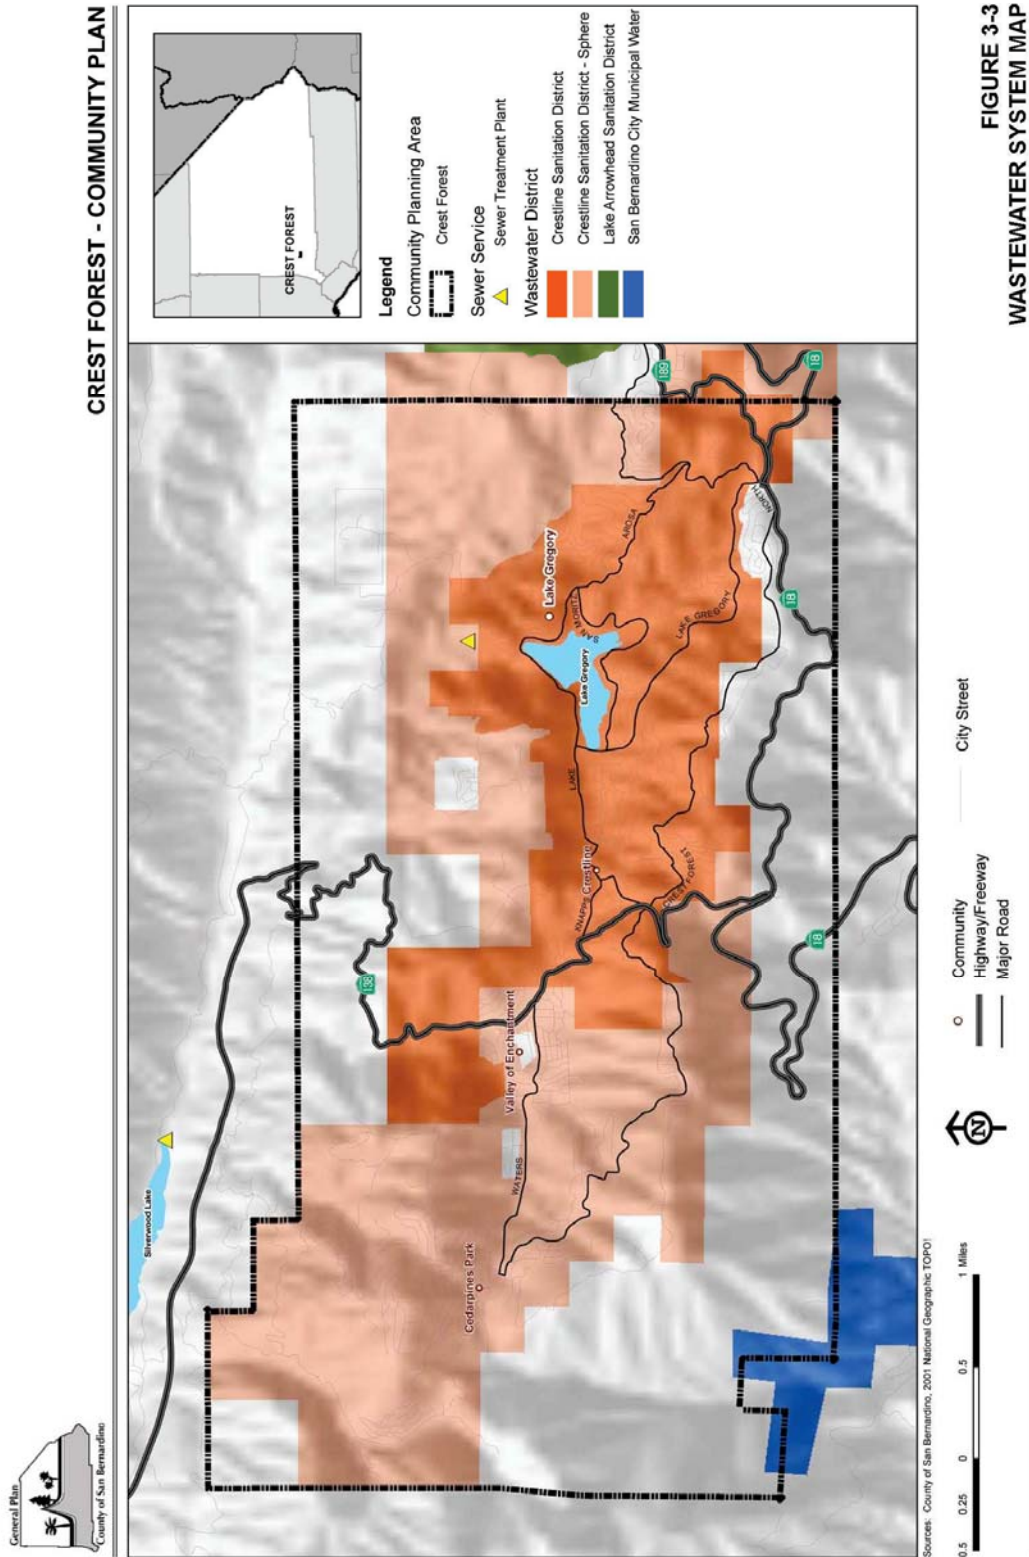 General Plan
County of San Bernardino
CREST FOREST - COMMUNITY PLAN
Silverwood Lake
138
Cedarpines Park
WATERS
Valley of Enchantment
KNAPPS
Crestline
LAKE
CREST FOREST
Lake Gregory
Lake Gregory
SAN MORITZ
AROSA
LAKE GREGORY
NORTH
189
18
18
18
CREST FOREST
Legend
Community Planning Area
Crest Forest
Sewer Service
Sewer Treatment Plant
Wastewater District
Crestline Sanitation District
Crestline Sanitation District - Sphere
Lake Arrowhead Sanitation District
San Bernardino City Municipal Water
Sources: County of San Bernardino, 2001 National Geographic TOPO!
0.5 0.25 0 0.5 1 Miles
N
Community
Highway/Freeway
Major Road
City Street
FIGURE 3-3
WASTEWATER SYSTEM MAP